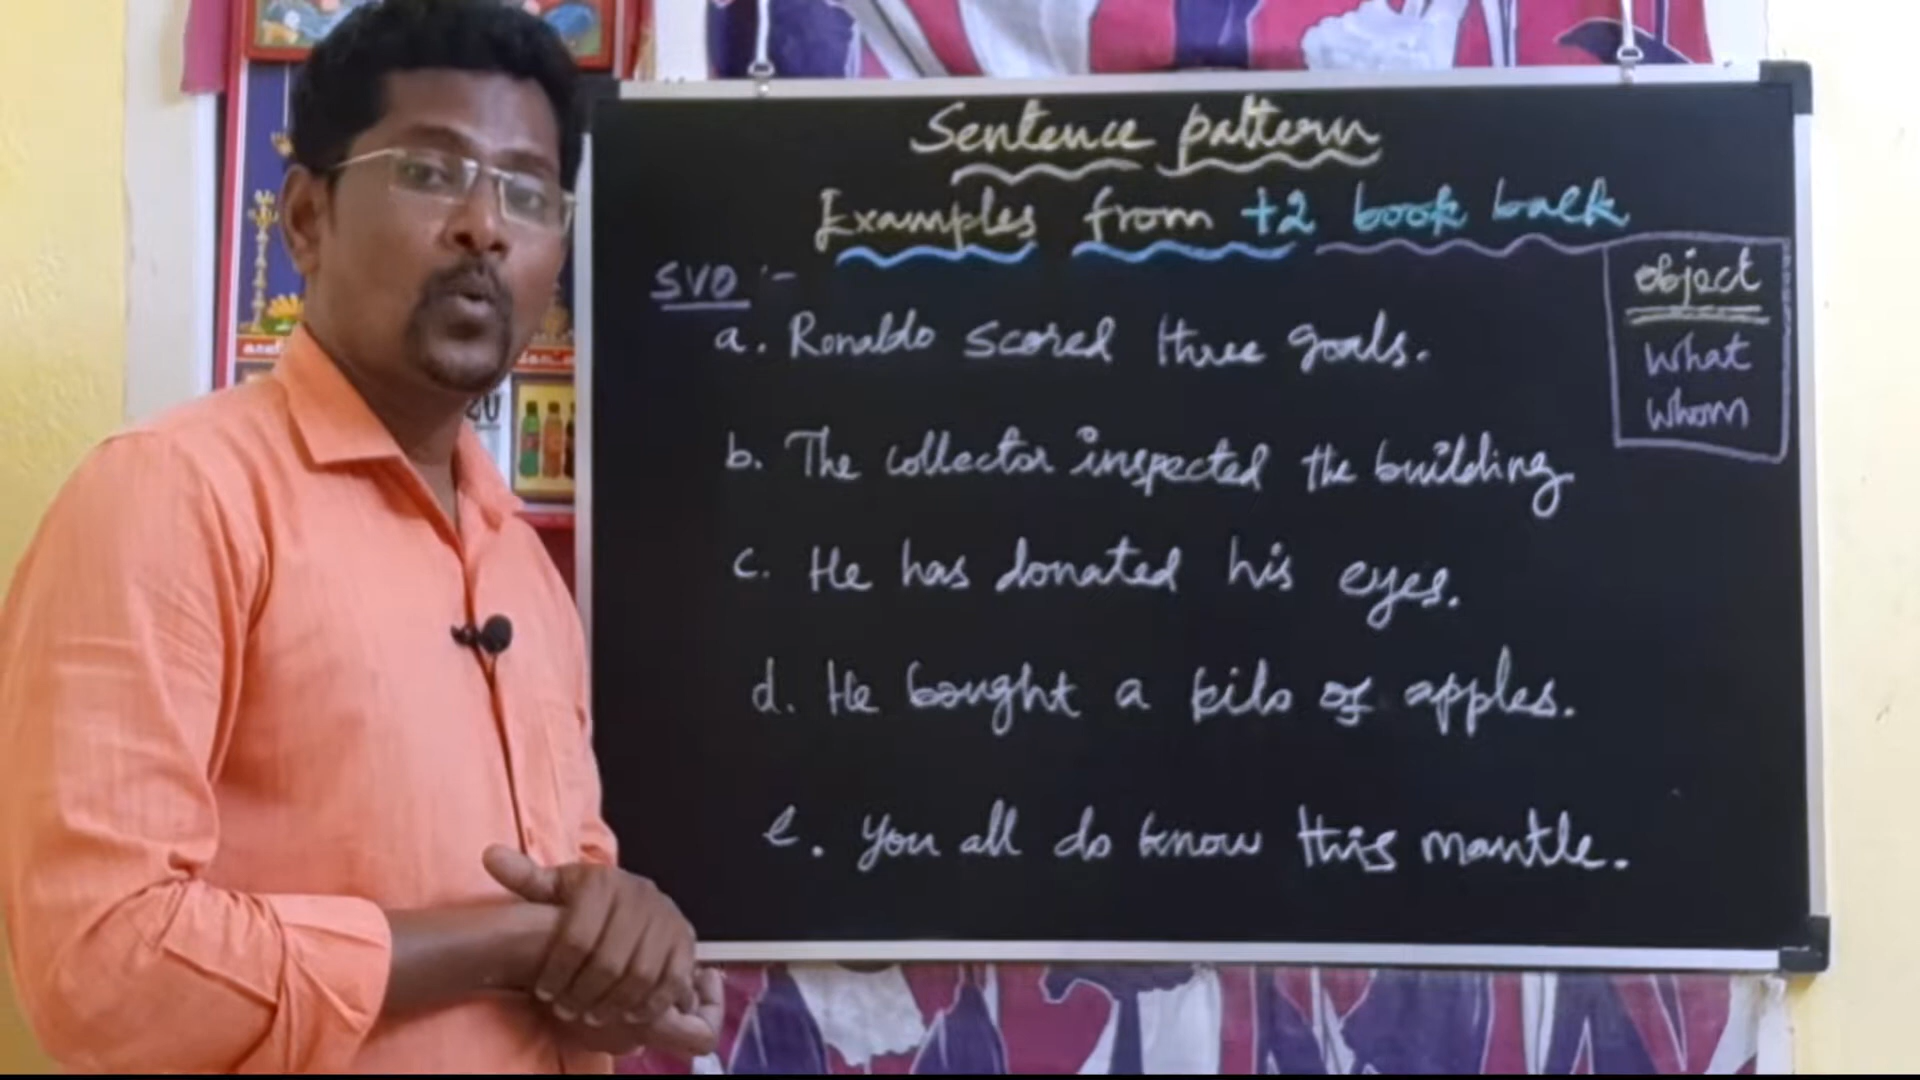 Sentence pattern
Examples from +2 book back
SVO :-
a. Ronaldo scored three goals.
b. The collector inspected the building
c. He has donated his eyes.
d. He bought a kilo of apples.
e. You all do know this mantle.
object
What
Whom